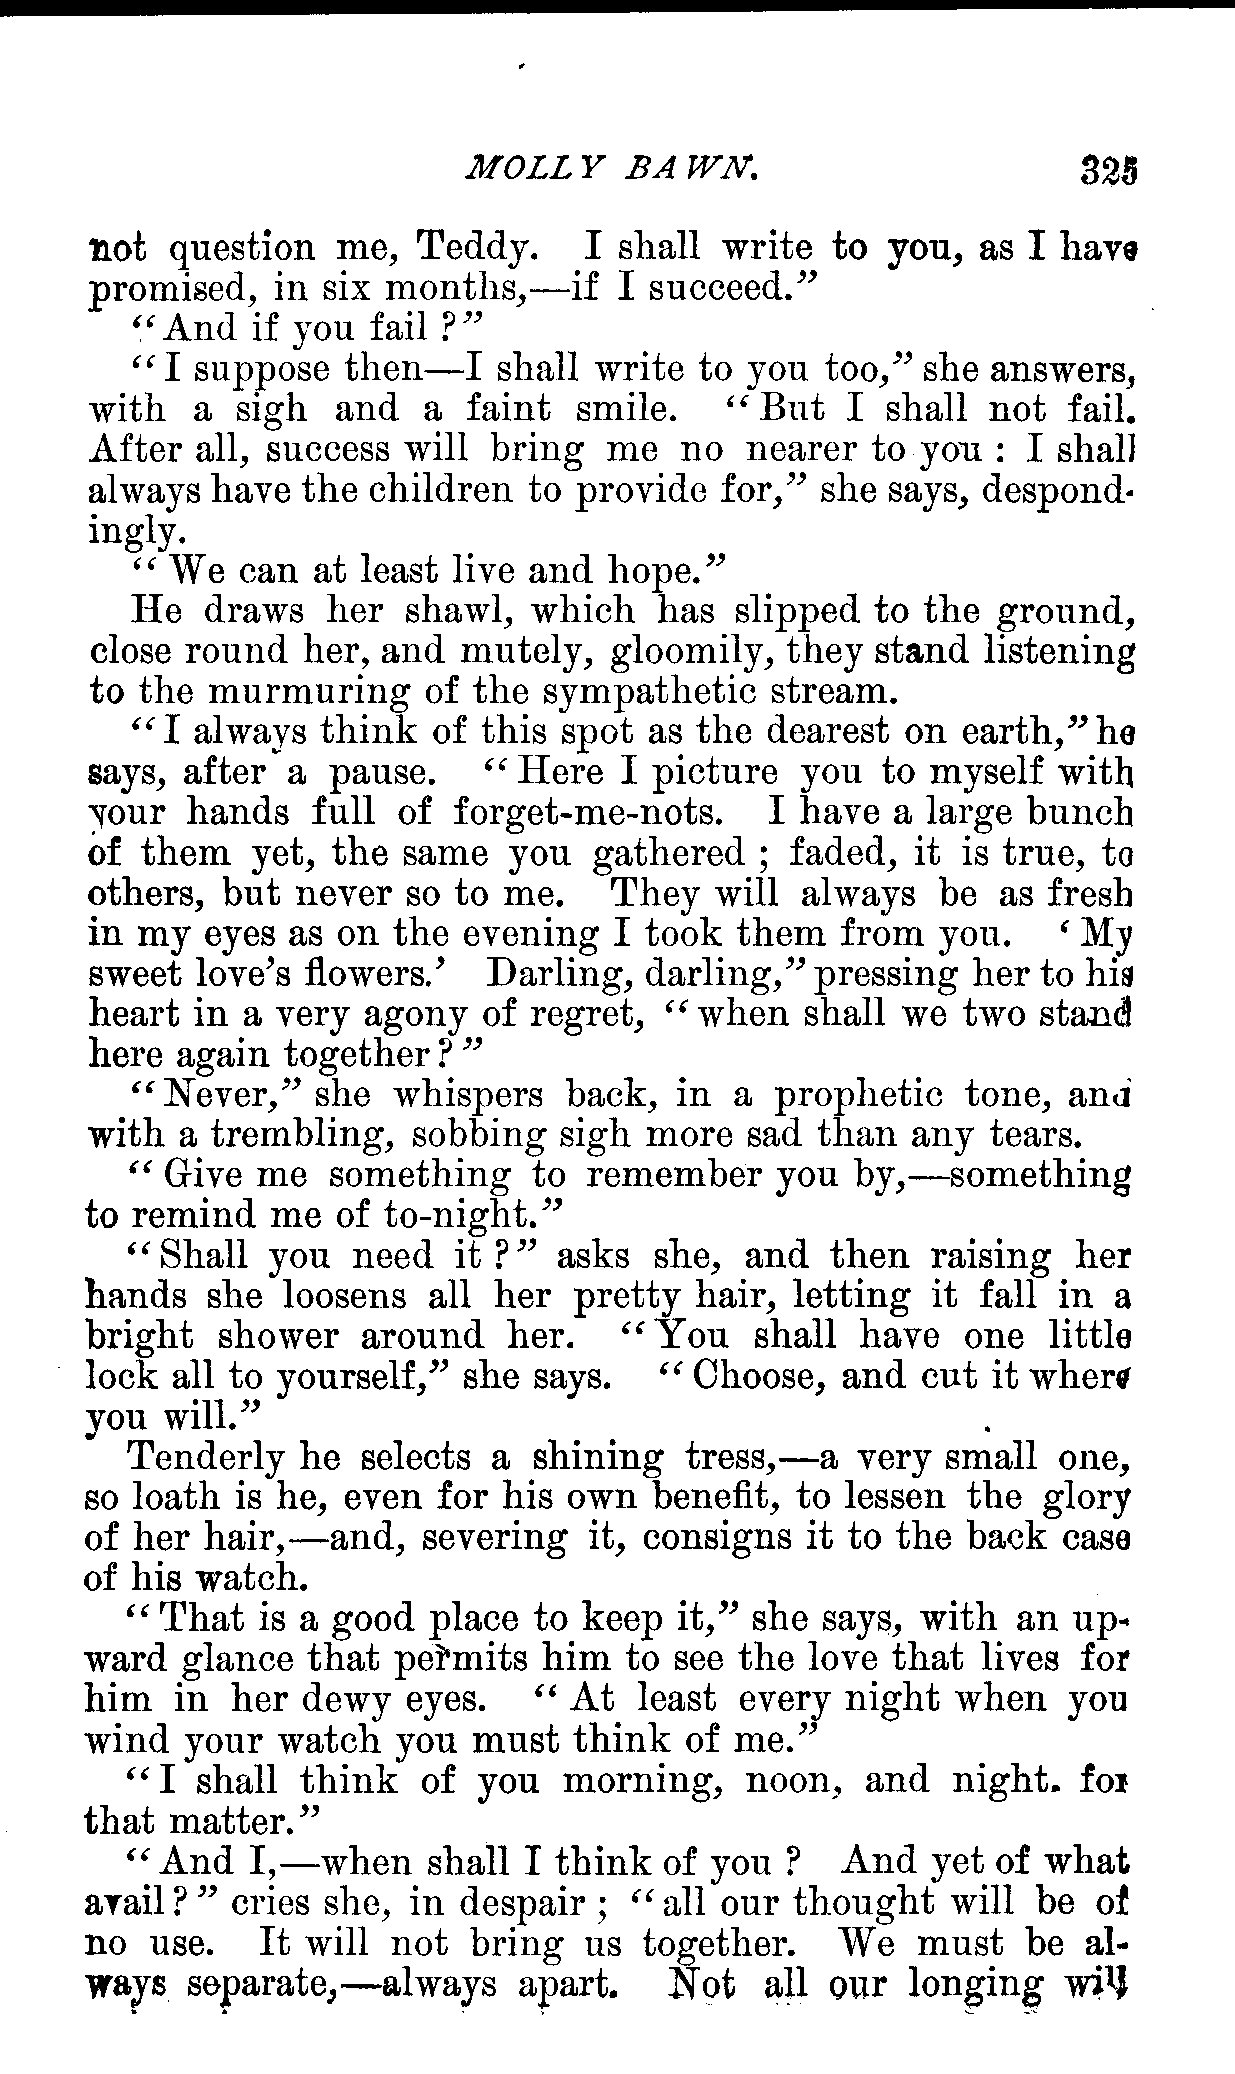 MOLLY BAWN. 325
not question me, Teddy. I shall write to you, as I have
promised, in six months,—if I succeed."
"And if you fail?"
"I suppose then—I shall write to you too," she answers,
with a sigh and a faint smile. "But I shall not fail.
After all, success will bring me no nearer to you : I shall
always have the children to provide for," she says, despond-
ingly.
"We can at least live and hope."
He draws her shawl, which has slipped to the ground,
close round her, and mutely, gloomily, they stand listening
to the murmuring of the sympathetic stream.
"I always think of this spot as the dearest on earth," he
says, after a pause. "Here I picture you to myself with
your hands full of forget-me-nots. I have a large bunch
of them yet, the same you gathered ; faded, it is true, to
others, but never so to me. They will always be as fresh
in my eyes as on the evening I took them from you. 'My
sweet love's flowers.' Darling, darling," pressing her to his
heart in a very agony of regret, "when shall we two stand
here again together?"
"Never," she whispers back, in a prophetic tone, and
with a trembling, sobbing sigh more sad than any tears.
"Give me something to remember you by,—something
to remind me of to-night."
"Shall you need it?" asks she, and then raising her
hands she loosens all her pretty hair, letting it fall in a
bright shower around her. "You shall have one little
lock all to yourself," she says. "Choose, and cut it where
you will."
Tenderly he selects a shining tress,—a very small one,
so loath is he, even for his own benefit, to lessen the glory
of her hair,—and, severing it, consigns it to the back case
of his watch.
"That is a good place to keep it," she says, with an up-
ward glance that permits him to see the love that lives for
him in her dewy eyes. "At least every night when you
wind your watch you must think of me."
"I shall think of you morning, noon, and night. for
that matter."
"And I,—when shall I think of you? And yet of what
avail?" cries she, in despair ; "all our thought will be of
no use. It will not bring us together. We must be al-
ways separate,—always apart. Not all our longing will